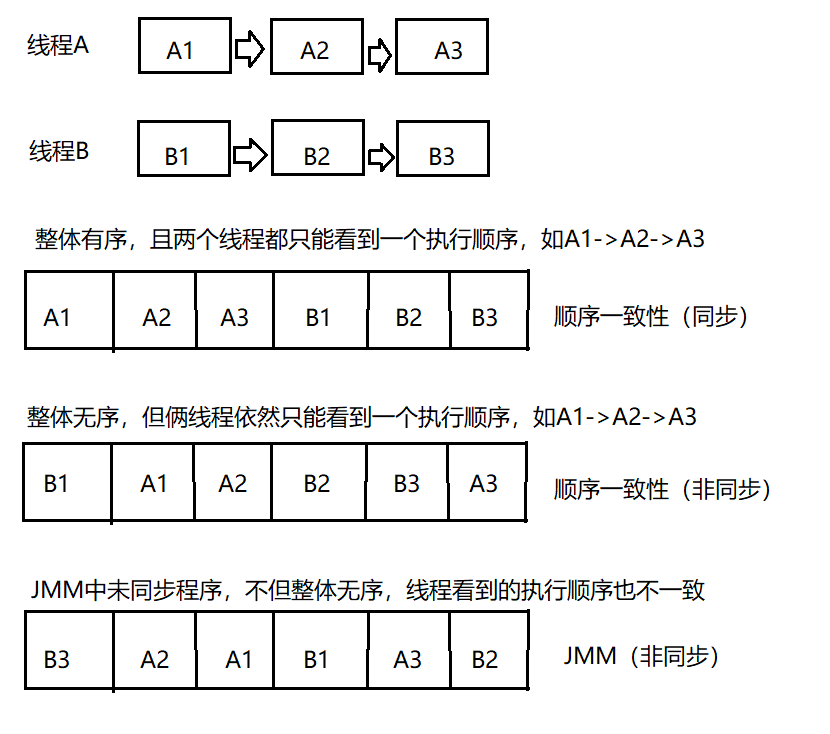 线程A A1 A2 A3
线程B B1 B2 B3
整体有序，且两个线程都只能看到一个执行顺序，如A1->A2->A3
A1 A2 A3 B1 B2 B3 顺序一致性（同步）
整体无序，但俩线程依然只能看到一个执行顺序，如A1->A2->A3
B1 A1 A2 B2 B3 A3 顺序一致性（非同步）
JMM中未同步程序，不但整体无序，线程看到的执行顺序也不一致
B3 A2 A1 B1 A3 B2 JMM（非同步）